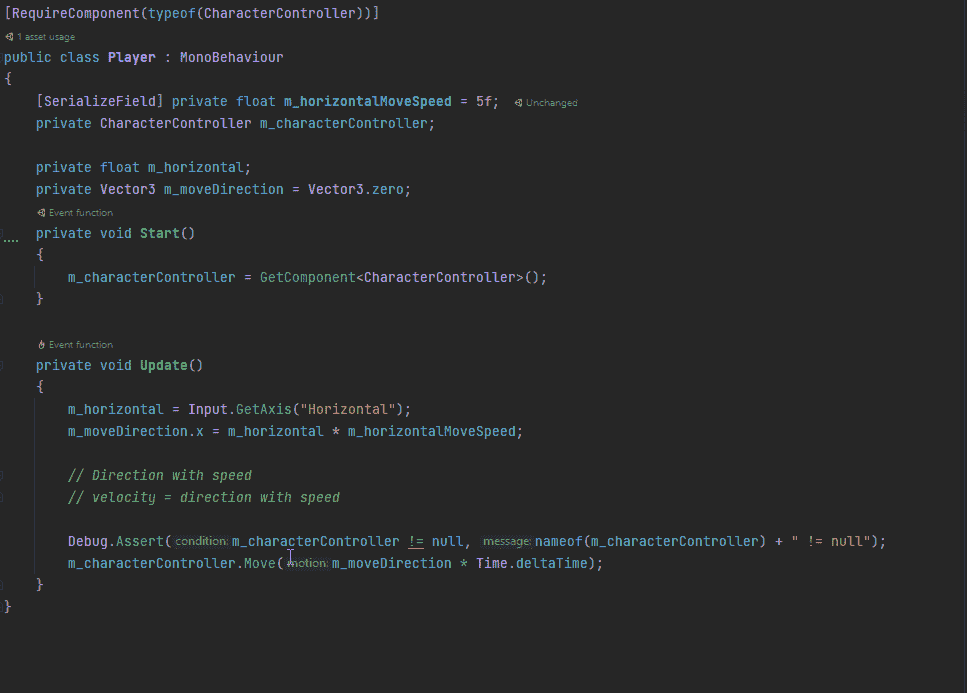 [RequireComponent(typeof(CharacterController))]
1 asset usage
public class Player : MonoBehaviour
{
[SerializeField] private float m_horizontalMoveSpeed = 5f; Unchanged
private CharacterController m_characterController;
private float m_horizontal;
private Vector3 m_moveDirection = Vector3.zero;
Event function
private void Start()
{
m_characterController = GetComponent<CharacterController>();
}
Event function
private void Update()
{
m_horizontal = Input.GetAxis("Horizontal");
m_moveDirection.x = m_horizontal * m_horizontalMoveSpeed;
// Direction with speed
// velocity = direction with speed
Debug.Assert( condition: m_characterController != null, message: nameof(m_characterController) + " != null");
m_characterController.Move( motion: m_moveDirection * Time.deltaTime);
}
}